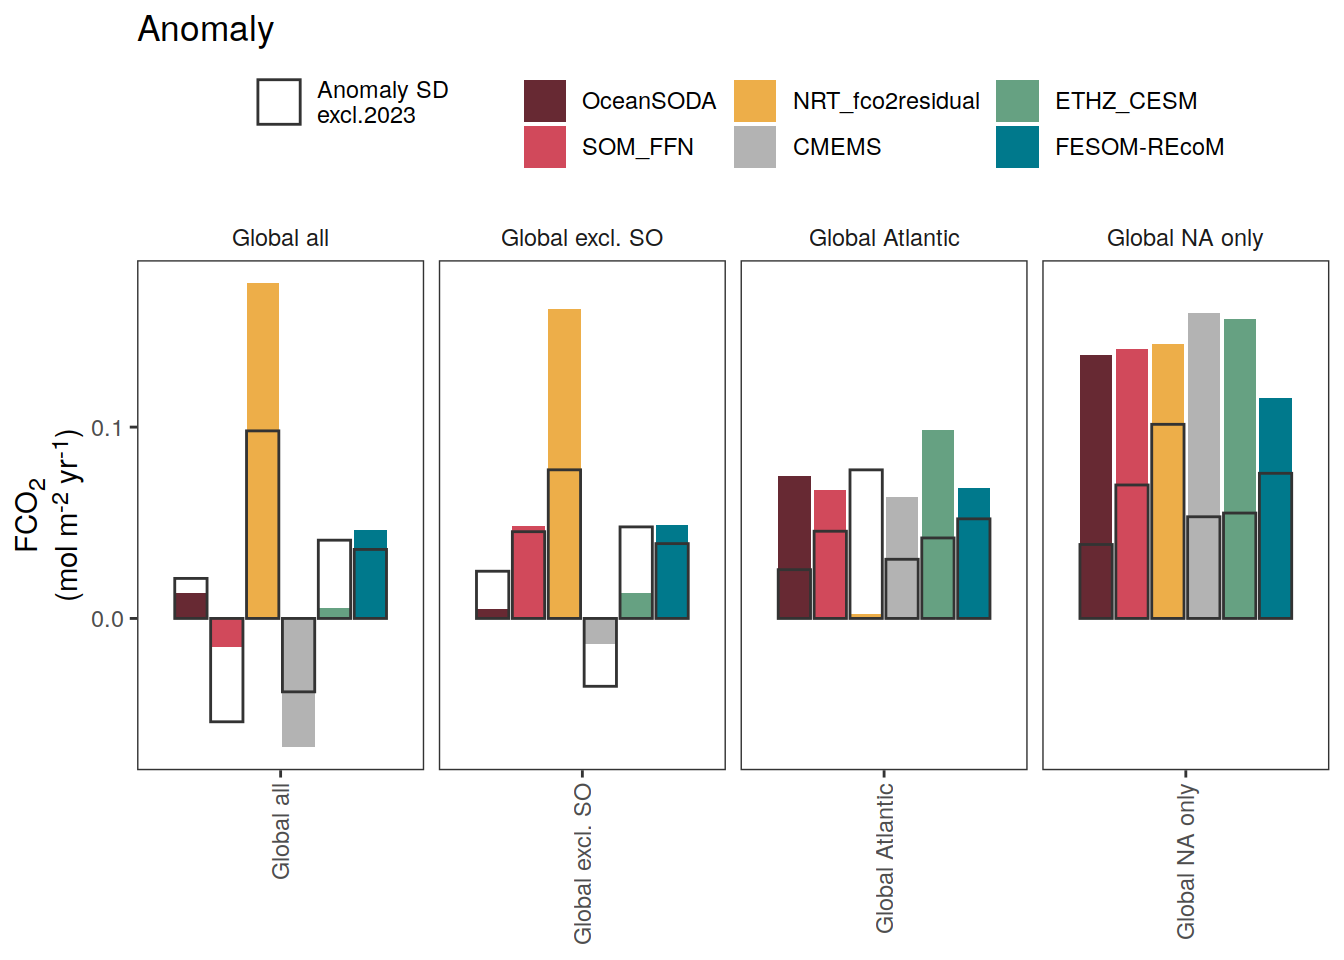 Anomaly
Anomaly SD
excl.2023
OceanSODA
NRT_fco2residual
ETHZ_CESM
SOM_FFN
CMEMS
FESOM-REcoM
Global all
Global excl. SO
Global Atlantic
Global NA only
FCO2
(mol m-2 yr-1)
0.1
0.0
Global all
Global excl. SO
Global Atlantic
Global NA only